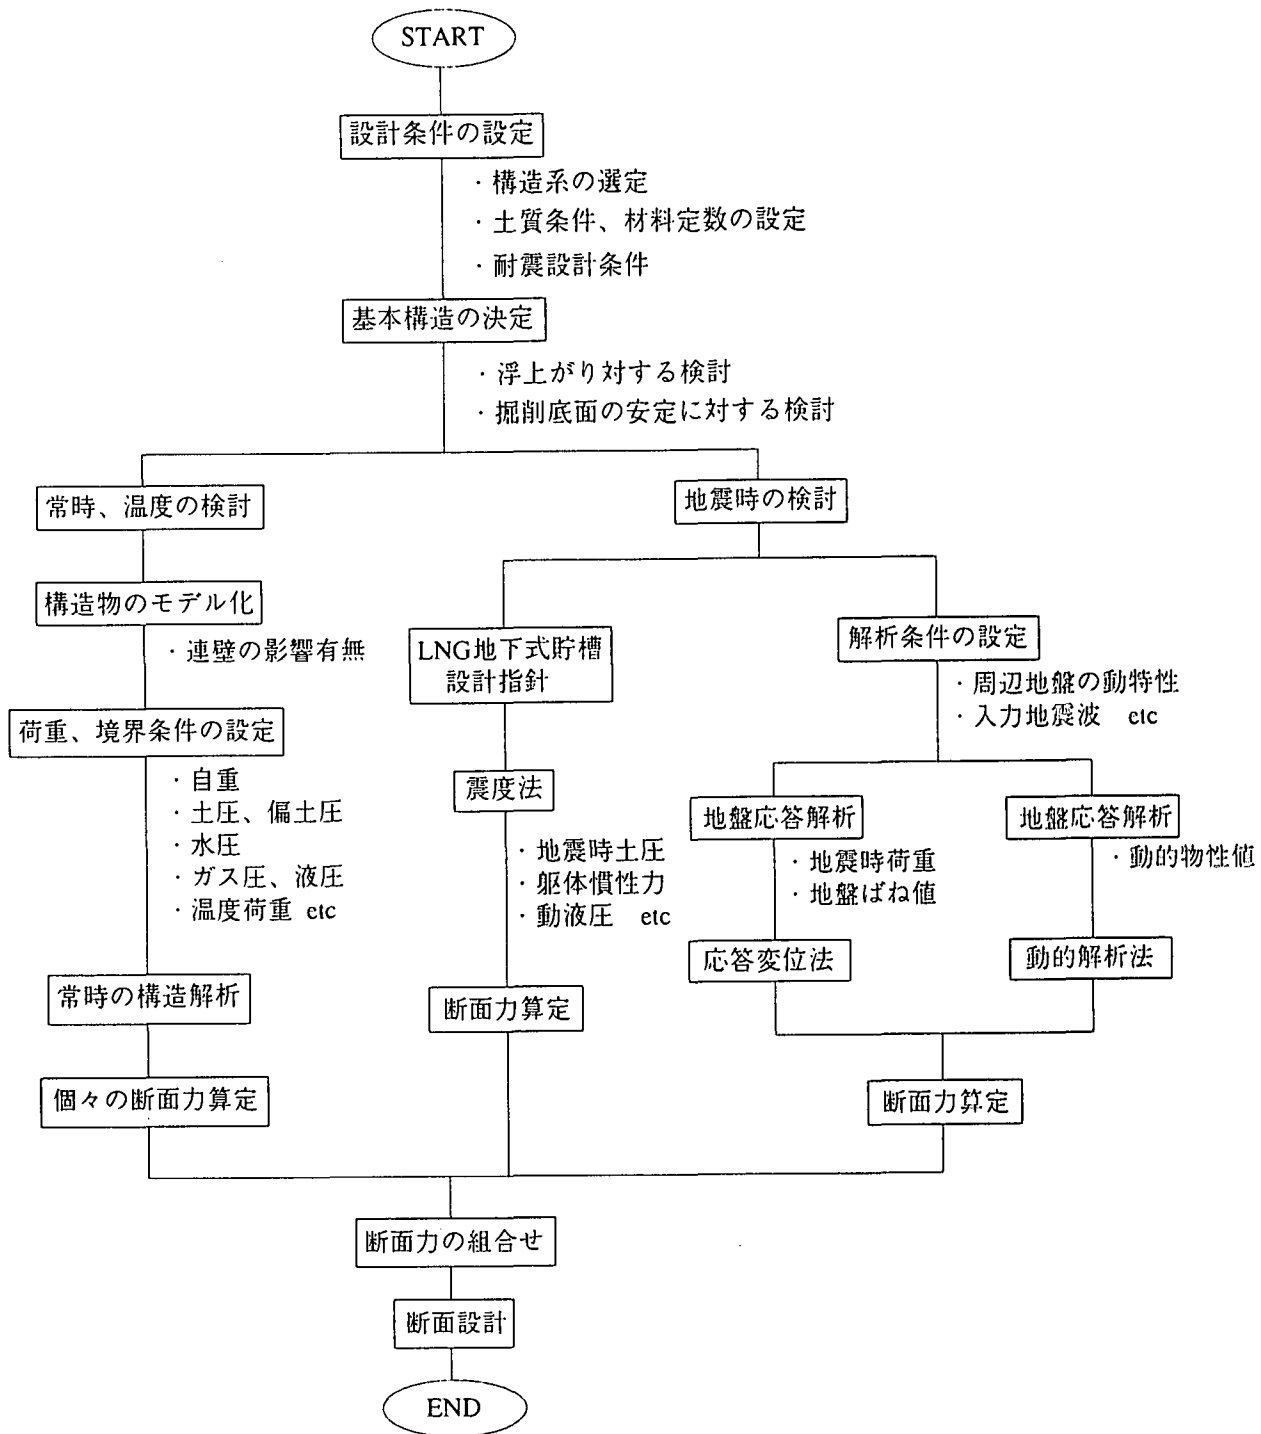 START
設計条件の設定
・構造系の選定
・土質条件、材料定数の設定
・耐震設計条件
基本構造の決定
・浮上がり対する検討
・掘削底面の安定に対する検討
常時、温度の検討
構造物のモデル化
・連壁の影響有無
荷重、境界条件の設定
・自重
・土圧、偏土圧
・水圧
・ガス圧、液圧
・温度荷重 etc
常時の構造解析
個々の断面力算定
地震時の検討
LNG地下式貯槽
設計指針
震度法
・地震時土圧
・躯体慣性力
・動液圧 etc
断面力算定
解析条件の設定
・周辺地盤の動特性
・入力地震波 etc
地盤応答解析
・地震時荷重
・地盤ばね値
応答変位法
地盤応答解析
・動的物性値
動的解析法
断面力算定
断面力の組合せ
断面設計
END